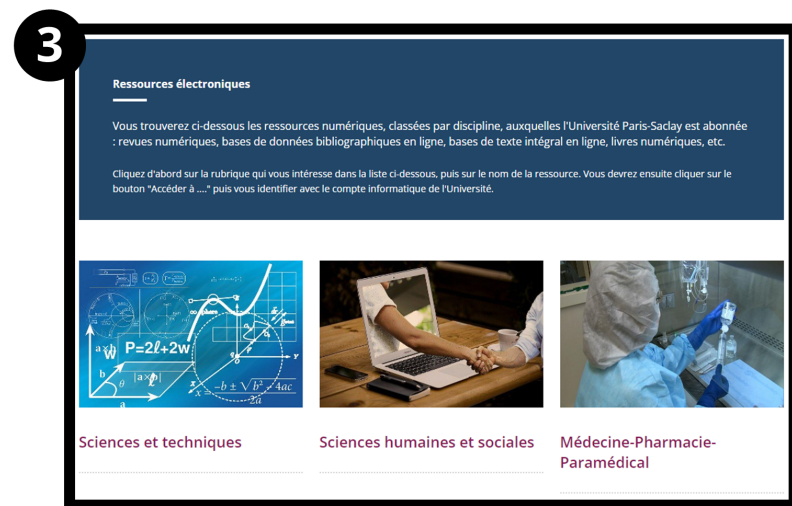 3
Ressources électroniques
Vous trouverez ci-dessous les ressources numériques, classées par discipline, auxquelles l'Université Paris-Saclay est abonnée
: revues numériques, bases de données bibliographiques en ligne, bases de texte intégral en ligne, livres numériques, etc.
Cliquez d'abord sur la rubrique qui vous intéresse dans la liste ci-dessous, puis sur le nom de la ressource. Vous devrez ensuite cliquer sur le
bouton "Accéder à ...." puis vous identifier avec le compte informatique de l'Université.
P=2ℓ+2w
w
a
b
θ
|a×b|
ℓ
a
x = -b ± √b² - 4ac
2a
Sciences et techniques
Sciences humaines et sociales
Médecine-Pharmacie-
Paramédical